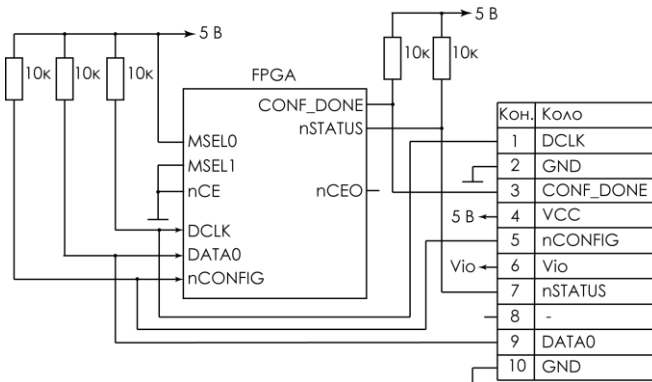 5 В
5 В
10к
10к
10к
10к
10к
FPGA
CONF_DONE
nSTATUS
MSEL0
MSEL1
nCE
nCEO
DCLK
DATA0
nCONFIG
Кон. Коло
1 DCLK
2 GND
3 CONF_DONE
5 В
4 VCC
5 nCONFIG
Vio
6 Vio
7 nSTATUS
8 -
9 DATA0
10 GND